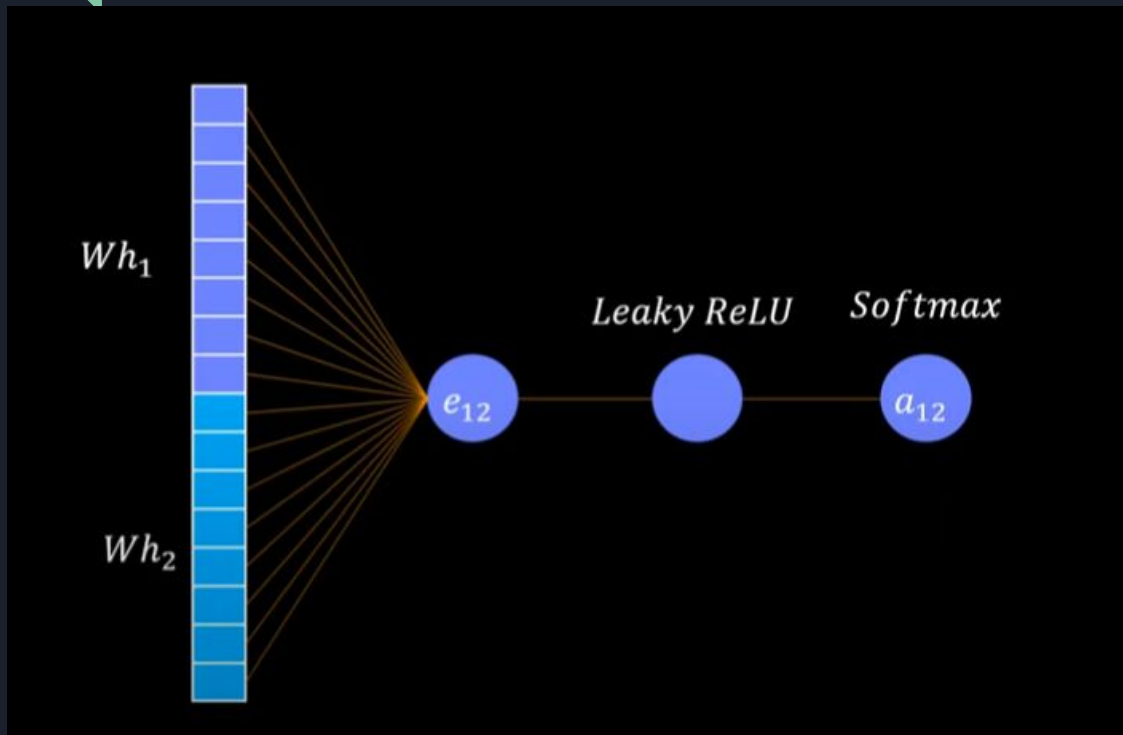 Wh₁
Leaky ReLU
Softmax
e₁₂
a₁₂
Wh₂